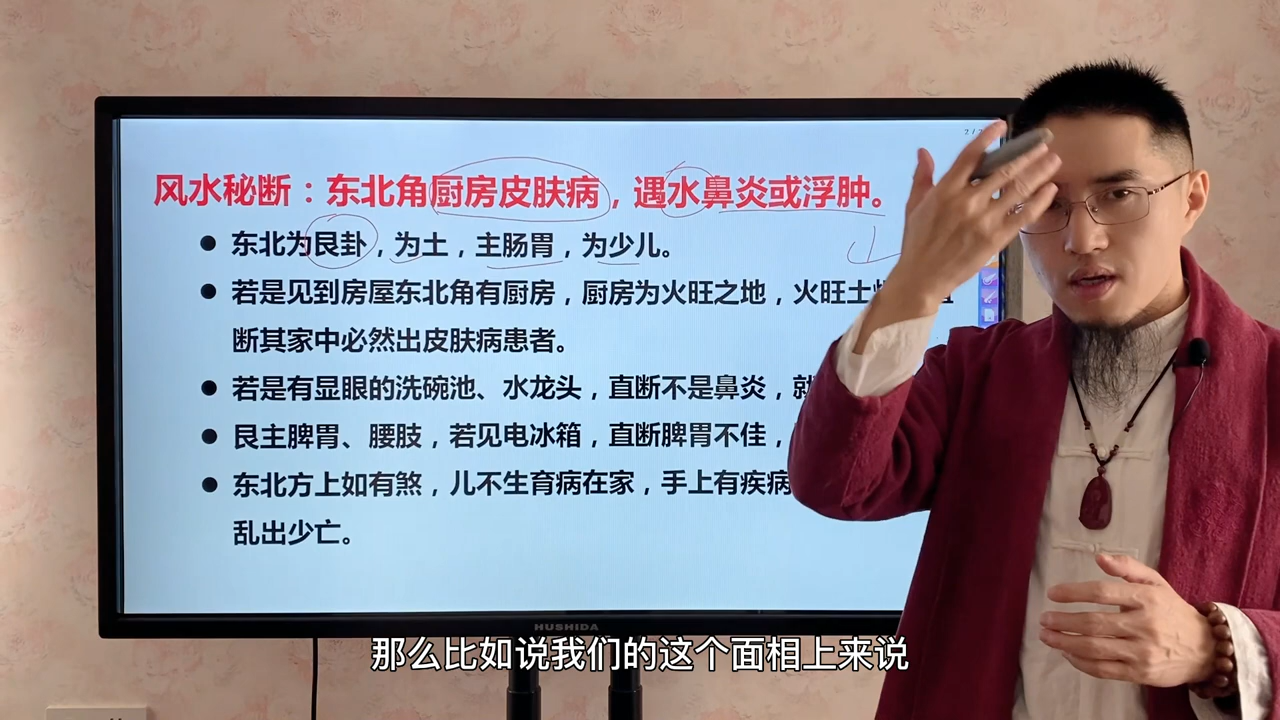 2/2
风水秘断：东北角厨房皮肤病，遇水鼻炎或浮肿。
● 东北为艮卦，为土，主肠胃，为少儿。
● 若是见到房屋东北角有厨房，厨房为火旺之地，火旺土
断其家中必然出皮肤病患者。
● 若是有显眼的洗碗池、水龙头，直断不是鼻炎，就
● 艮主脾胃、腰肢，若见电冰箱，直断脾胃不佳，
● 东北方上如有煞，儿不生育病在家，手上有疾病
乱出少亡。
HUSHIDA
那么比如说我们的这个面相上来说